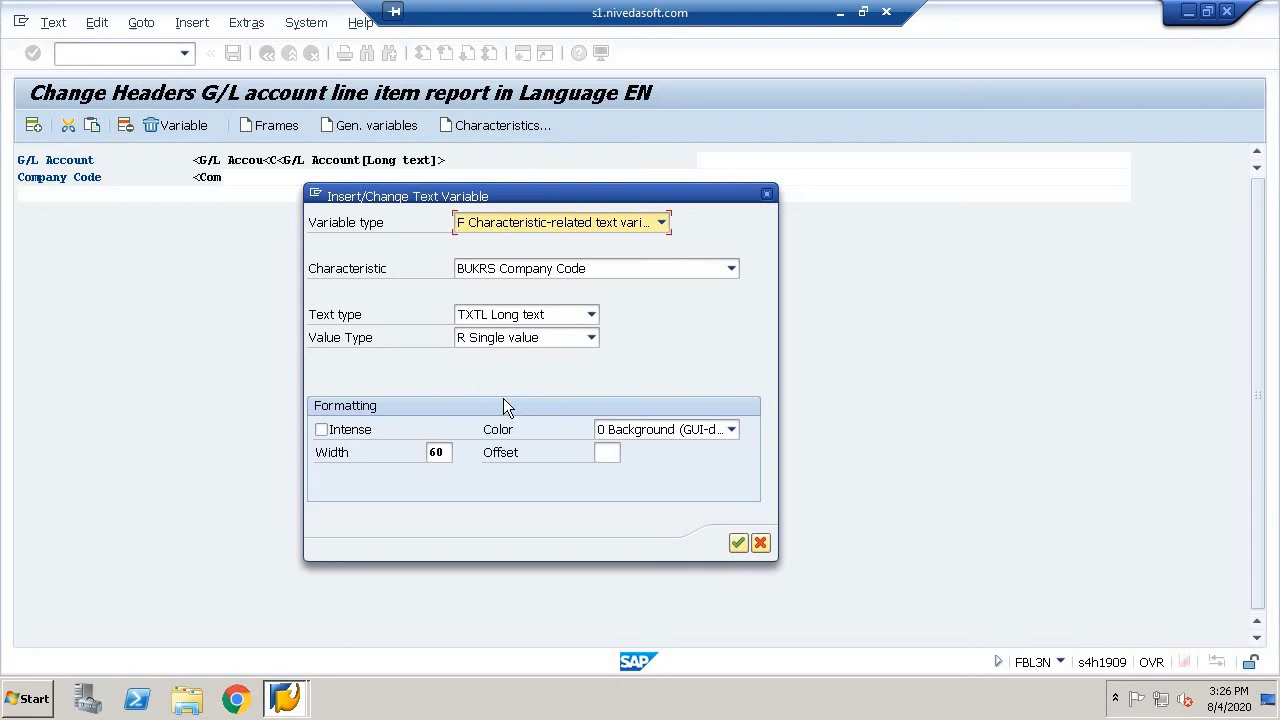 s1.nivedasoft.com
Text Edit Goto Insert Extras System Help
Change Headers G/L account line item report in Language EN
Variable Frames Gen. variables Characteristics...
G/L Account <G/L Accou<C<G/L Account[Long text]>
Company Code <Com
Insert/Change Text Variable
Variable type F Characteristic-related text vari...
Characteristic BUKRS Company Code
Text type TXTL Long text
Value Type R Single value
Formatting
Intense Color 0 Background (GUI-d...
Width 60 Offset
SAP FBL3N s4h1909 OVR
Start 3:26 PM
8/4/2020